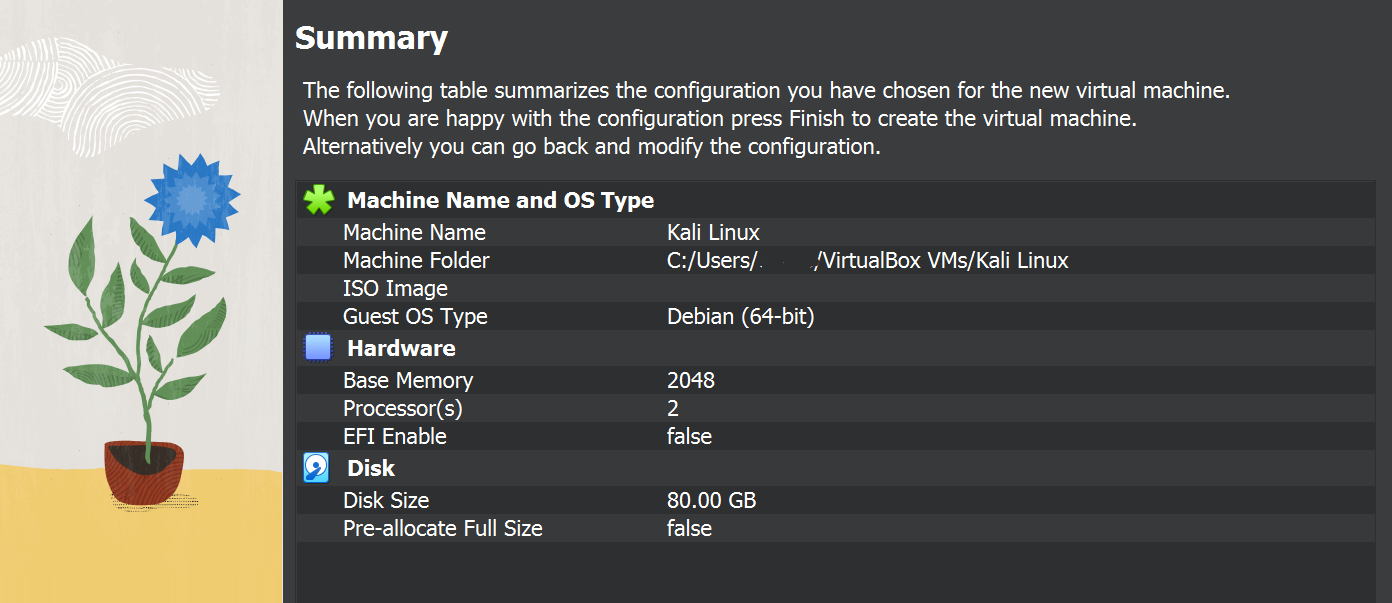 Summary
The following table summarizes the configuration you have chosen for the new virtual machine.
When you are happy with the configuration press Finish to create the virtual machine.
Alternatively you can go back and modify the configuration.
Machine Name and OS Type
Machine Name Kali Linux
Machine Folder C:/Users/ /VirtualBox VMs/Kali Linux
ISO Image
Guest OS Type Debian (64-bit)
Hardware
Base Memory 2048
Processor(s) 2
EFI Enable false
Disk
Disk Size 80.00 GB
Pre-allocate Full Size false